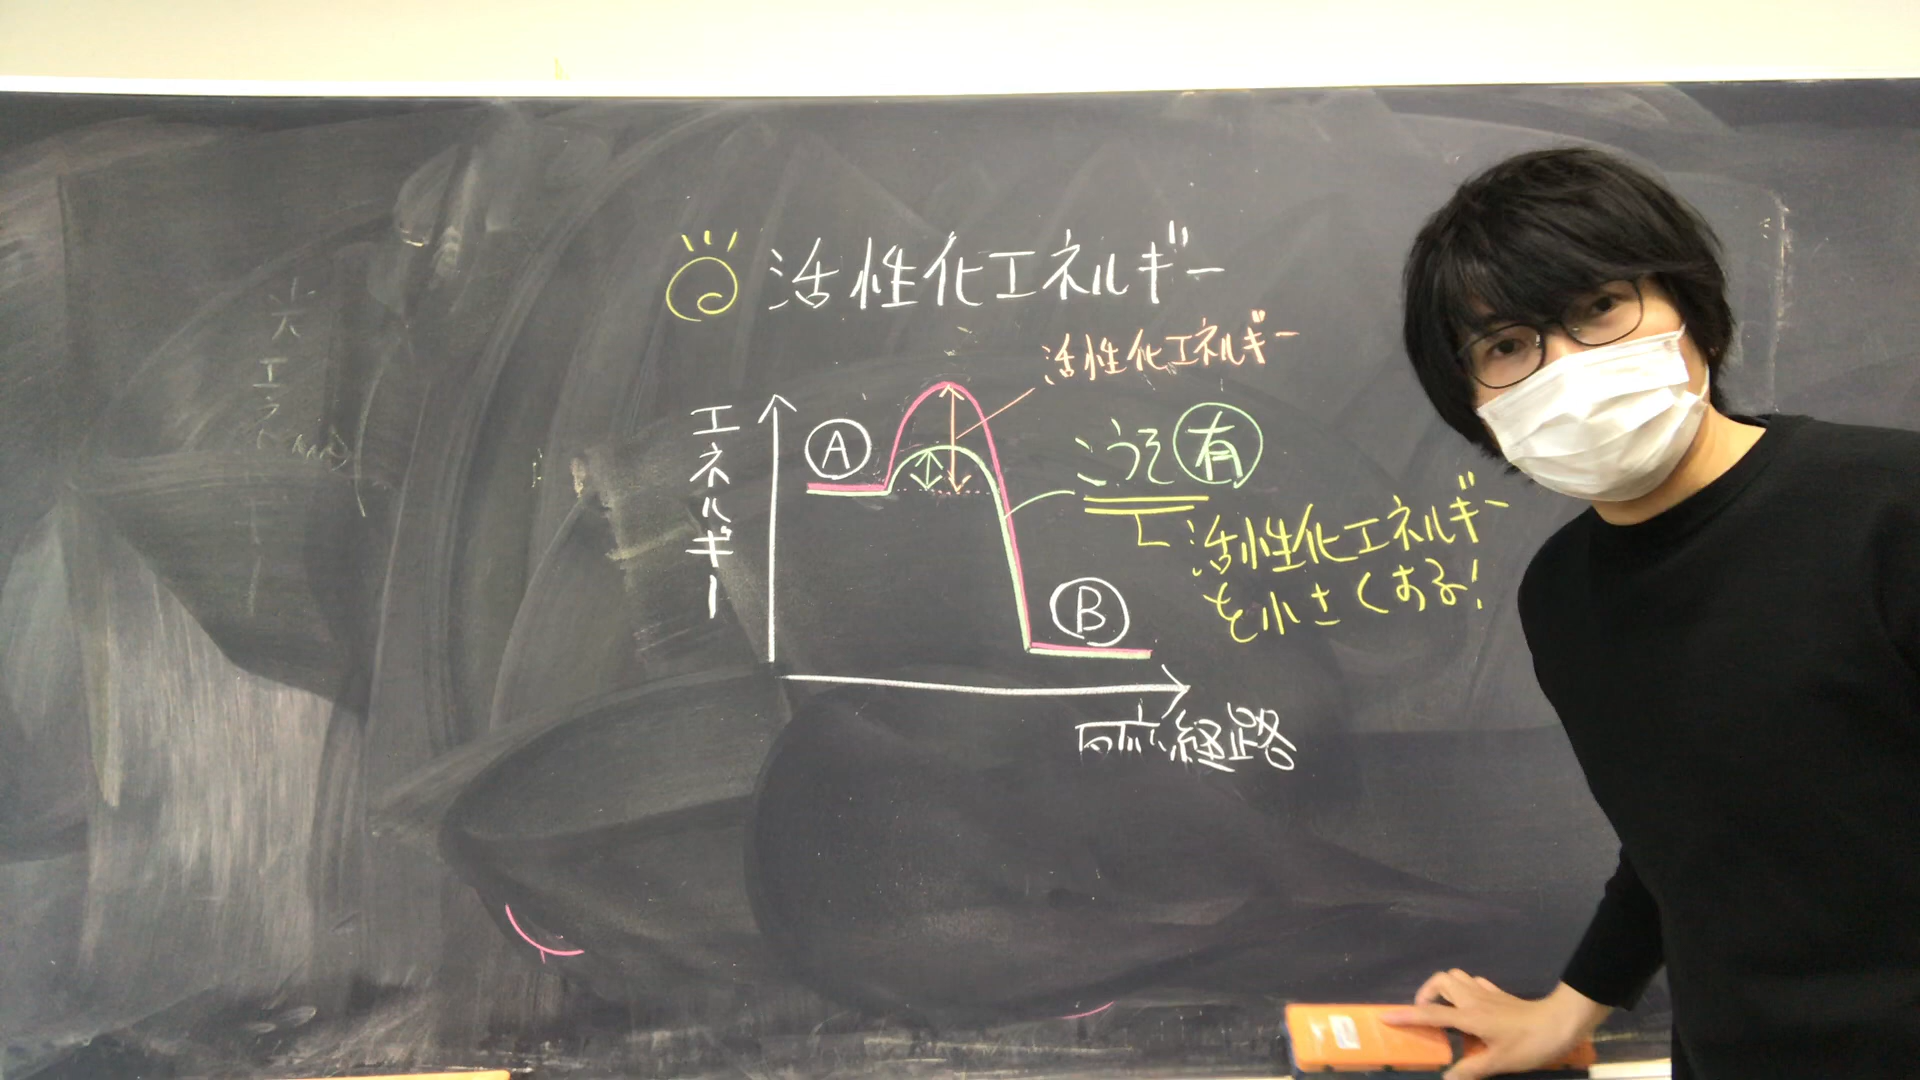 活性化エネルギー
活性化エネルギー
エネルギー
A
こうそ有
活性化エネルギー
を小さくする!
B
反応経路